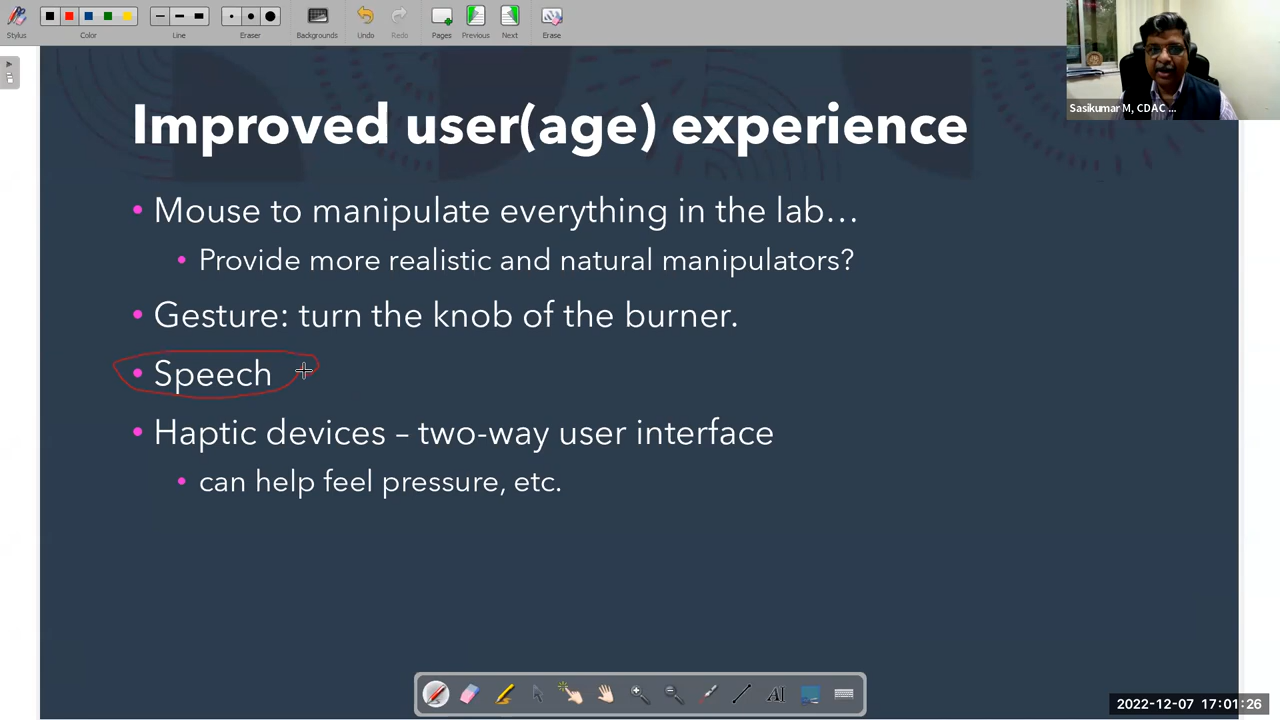 Stylus
Color
Line
Eraser
Backgrounds
Undo
Redo
Pages
Previous
Next
Erase
Sasikumar M, CDAC ...
Improved user(age) experience
• Mouse to manipulate everything in the lab…
• Provide more realistic and natural manipulators?
• Gesture: turn the knob of the burner.
• Speech
• Haptic devices – two-way user interface
• can help feel pressure, etc.
AI
2022-12-07 17:01:26